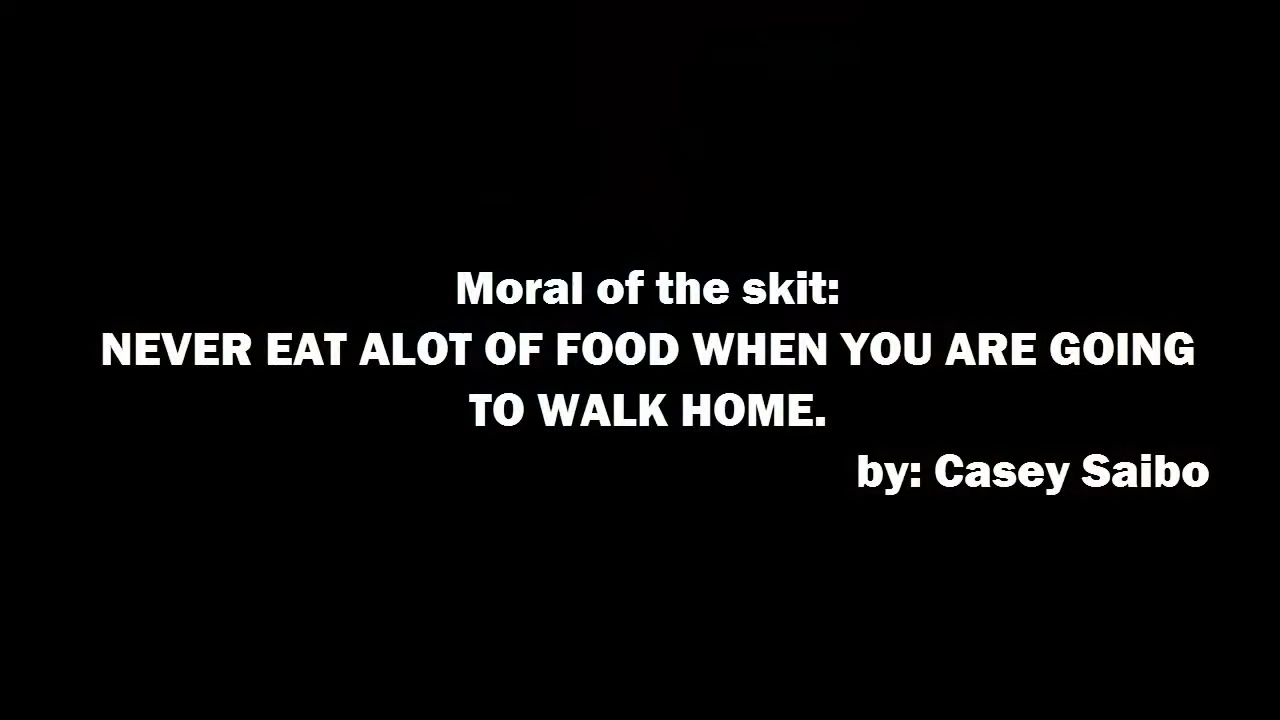 Moral of the skit:
NEVER EAT ALOT OF FOOD WHEN YOU ARE GOING
TO WALK HOME.
by: Casey Saibo